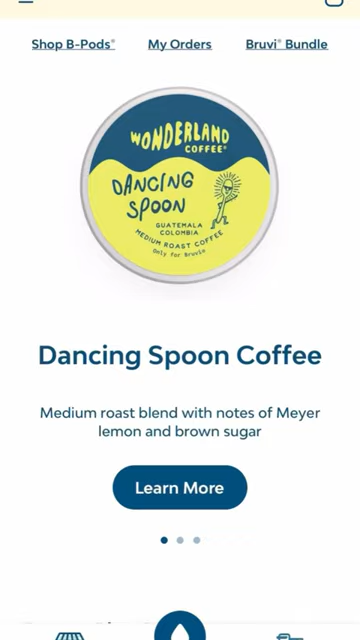 Shop B-Pods® My Orders Bruvi® Bundle
WONDERLAND
COFFEE®
DANCING
SPOON
GUATEMALA
COLOMBIA
MEDIUM ROAST COFFEE
Only for Bruvi®
Dancing Spoon Coffee
Medium roast blend with notes of Meyer
lemon and brown sugar
Learn More